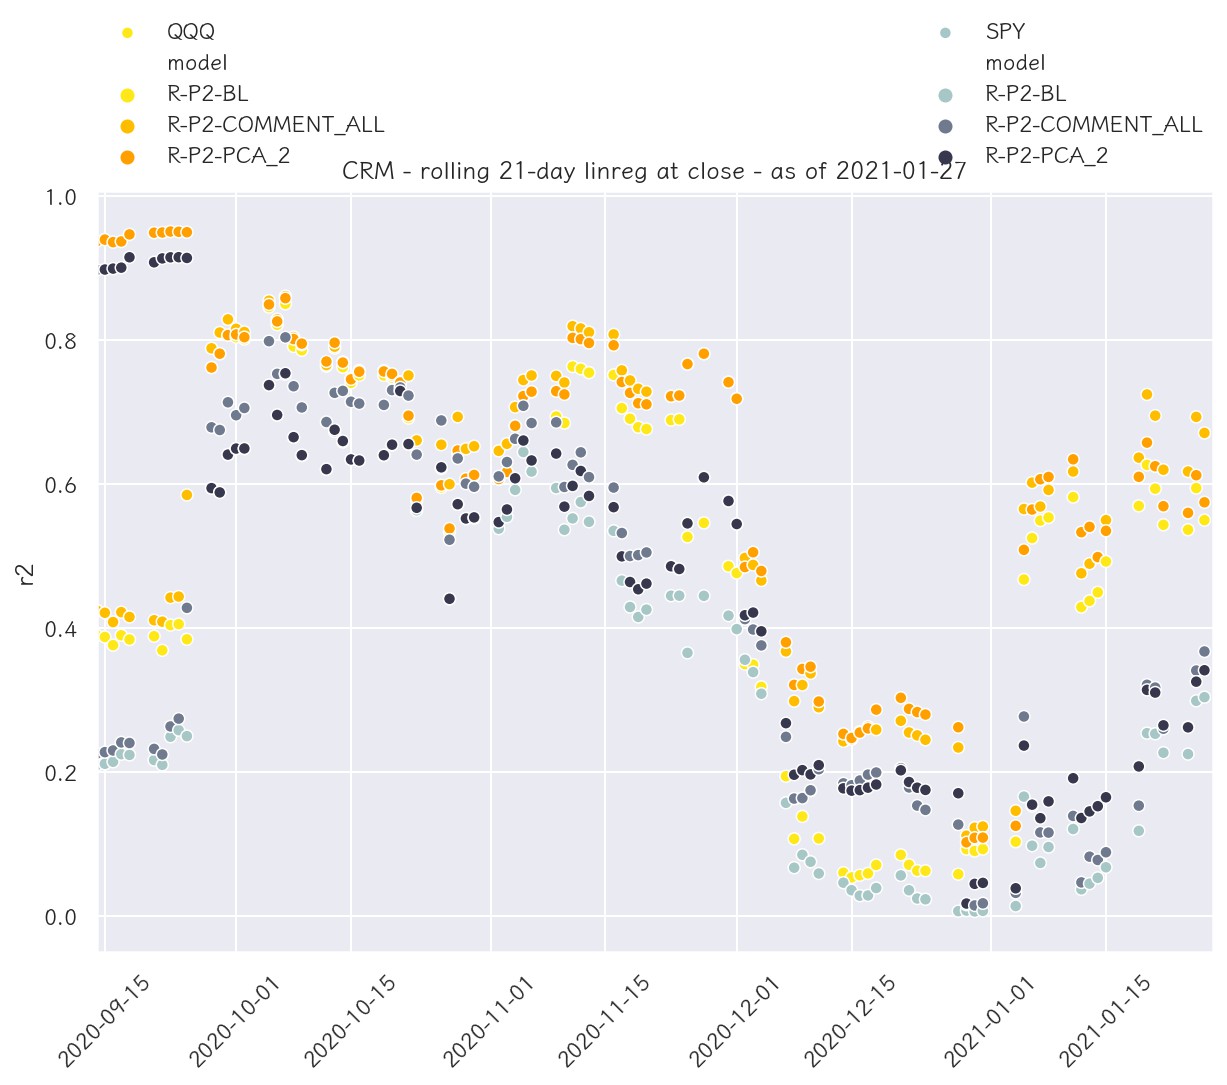 QQQ
model
R-P2-BL
R-P2-COMMENT_ALL
R-P2-PCA_2
SPY
model
R-P2-BL
R-P2-COMMENT_ALL
R-P2-PCA_2
CRM - rolling 21-day linreg at close - as of 2021-01-27
1.0
0.8
0.6
0.4
0.2
0.0
r2
2020-09-15
2020-10-01
2020-10-15
2020-11-01
2020-11-15
2020-12-01
2020-12-15
2021-01-01
2021-01-15